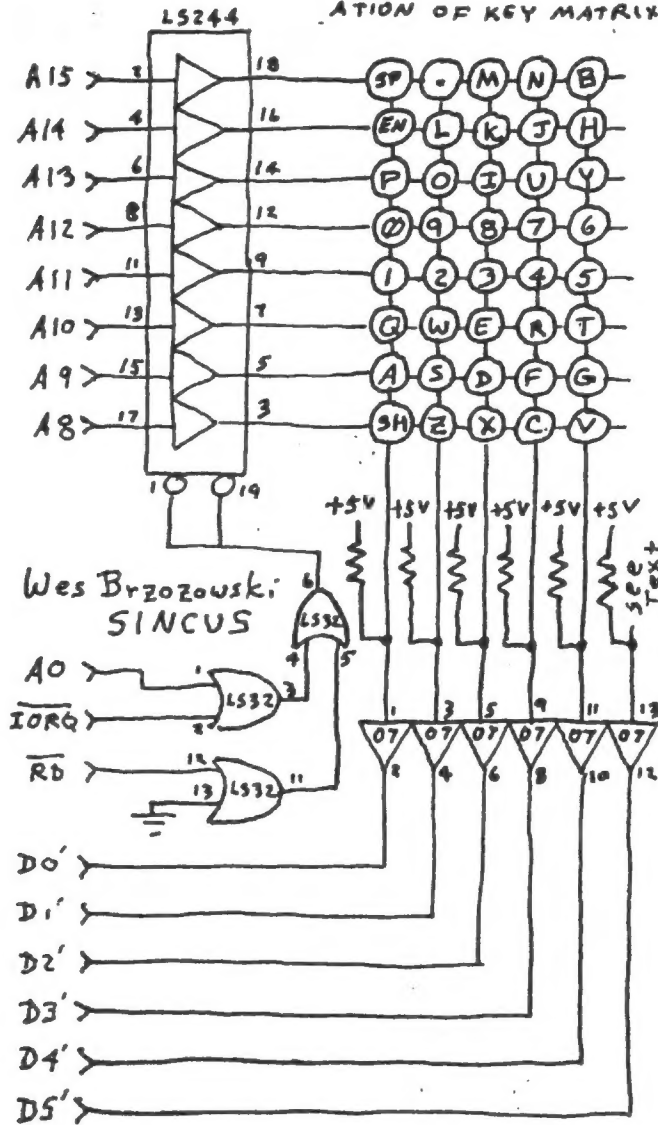 LS244
ATION OF KEY MATRIX
A15 2 18 SP . M N B
A14 4 16 EN L K J H
A13 6 14 P O I U Y
A12 8 12 0 9 8 7 6
A11 11 9 1 2 3 4 5
A10 13 7 Q W E R T
A9 15 5 A S D F G
A8 17 3 SH Z X C V
1 19
+5V +5V +5V +5V +5V +5V
see text
Wes Brzozowski
SINCUS
6
LS32
4 5
A0 1
LS32 3
IORQ 2
1 3 5 9 11 13
07 07 07 07 07 07
2 4 6 8 10 12
RD 12
13 LS32 11
D0'
D1'
D2'
D3'
D4'
D5'